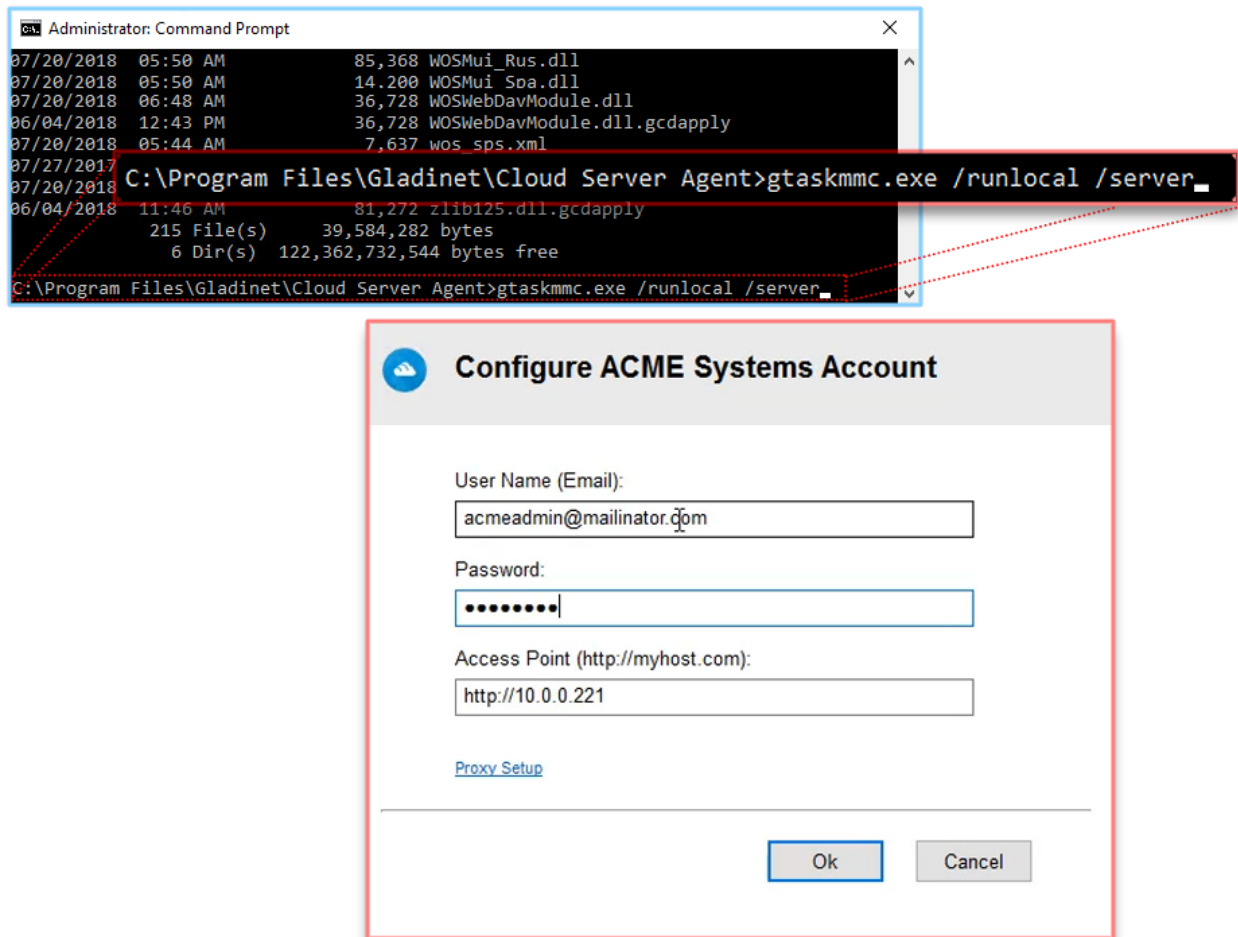 Administrator: Command Prompt
07/20/2018 05:50 AM 85,368 WOSMui_Rus.dll
07/20/2018 05:50 AM 14.200 WOSMui_Spa.dll
07/20/2018 06:48 AM 36,728 WOSWebDavModule.dll
06/04/2018 12:43 PM 36,728 WOSWebDavModule.dll.gcdapply
07/20/2018 05:44 AM 7,637 wos_sps.xml
07/27/2017
C:\Program Files\Gladinet\Cloud Server Agent>gtaskmmc.exe /runlocal /server
07/20/2018
06/04/2018 11:46 AM 81,272 zlib125.dll.gcdapply
215 File(s) 39,584,282 bytes
6 Dir(s) 122,362,732,544 bytes free
C:\Program Files\Gladinet\Cloud Server Agent>gtaskmmc.exe /runlocal /server
Configure ACME Systems Account
User Name (Email):
acmeadmin@mailinator.com
Password:
●●●●●●●●
Access Point (http://myhost.com):
http://10.0.0.221
Proxy Setup
Ok Cancel